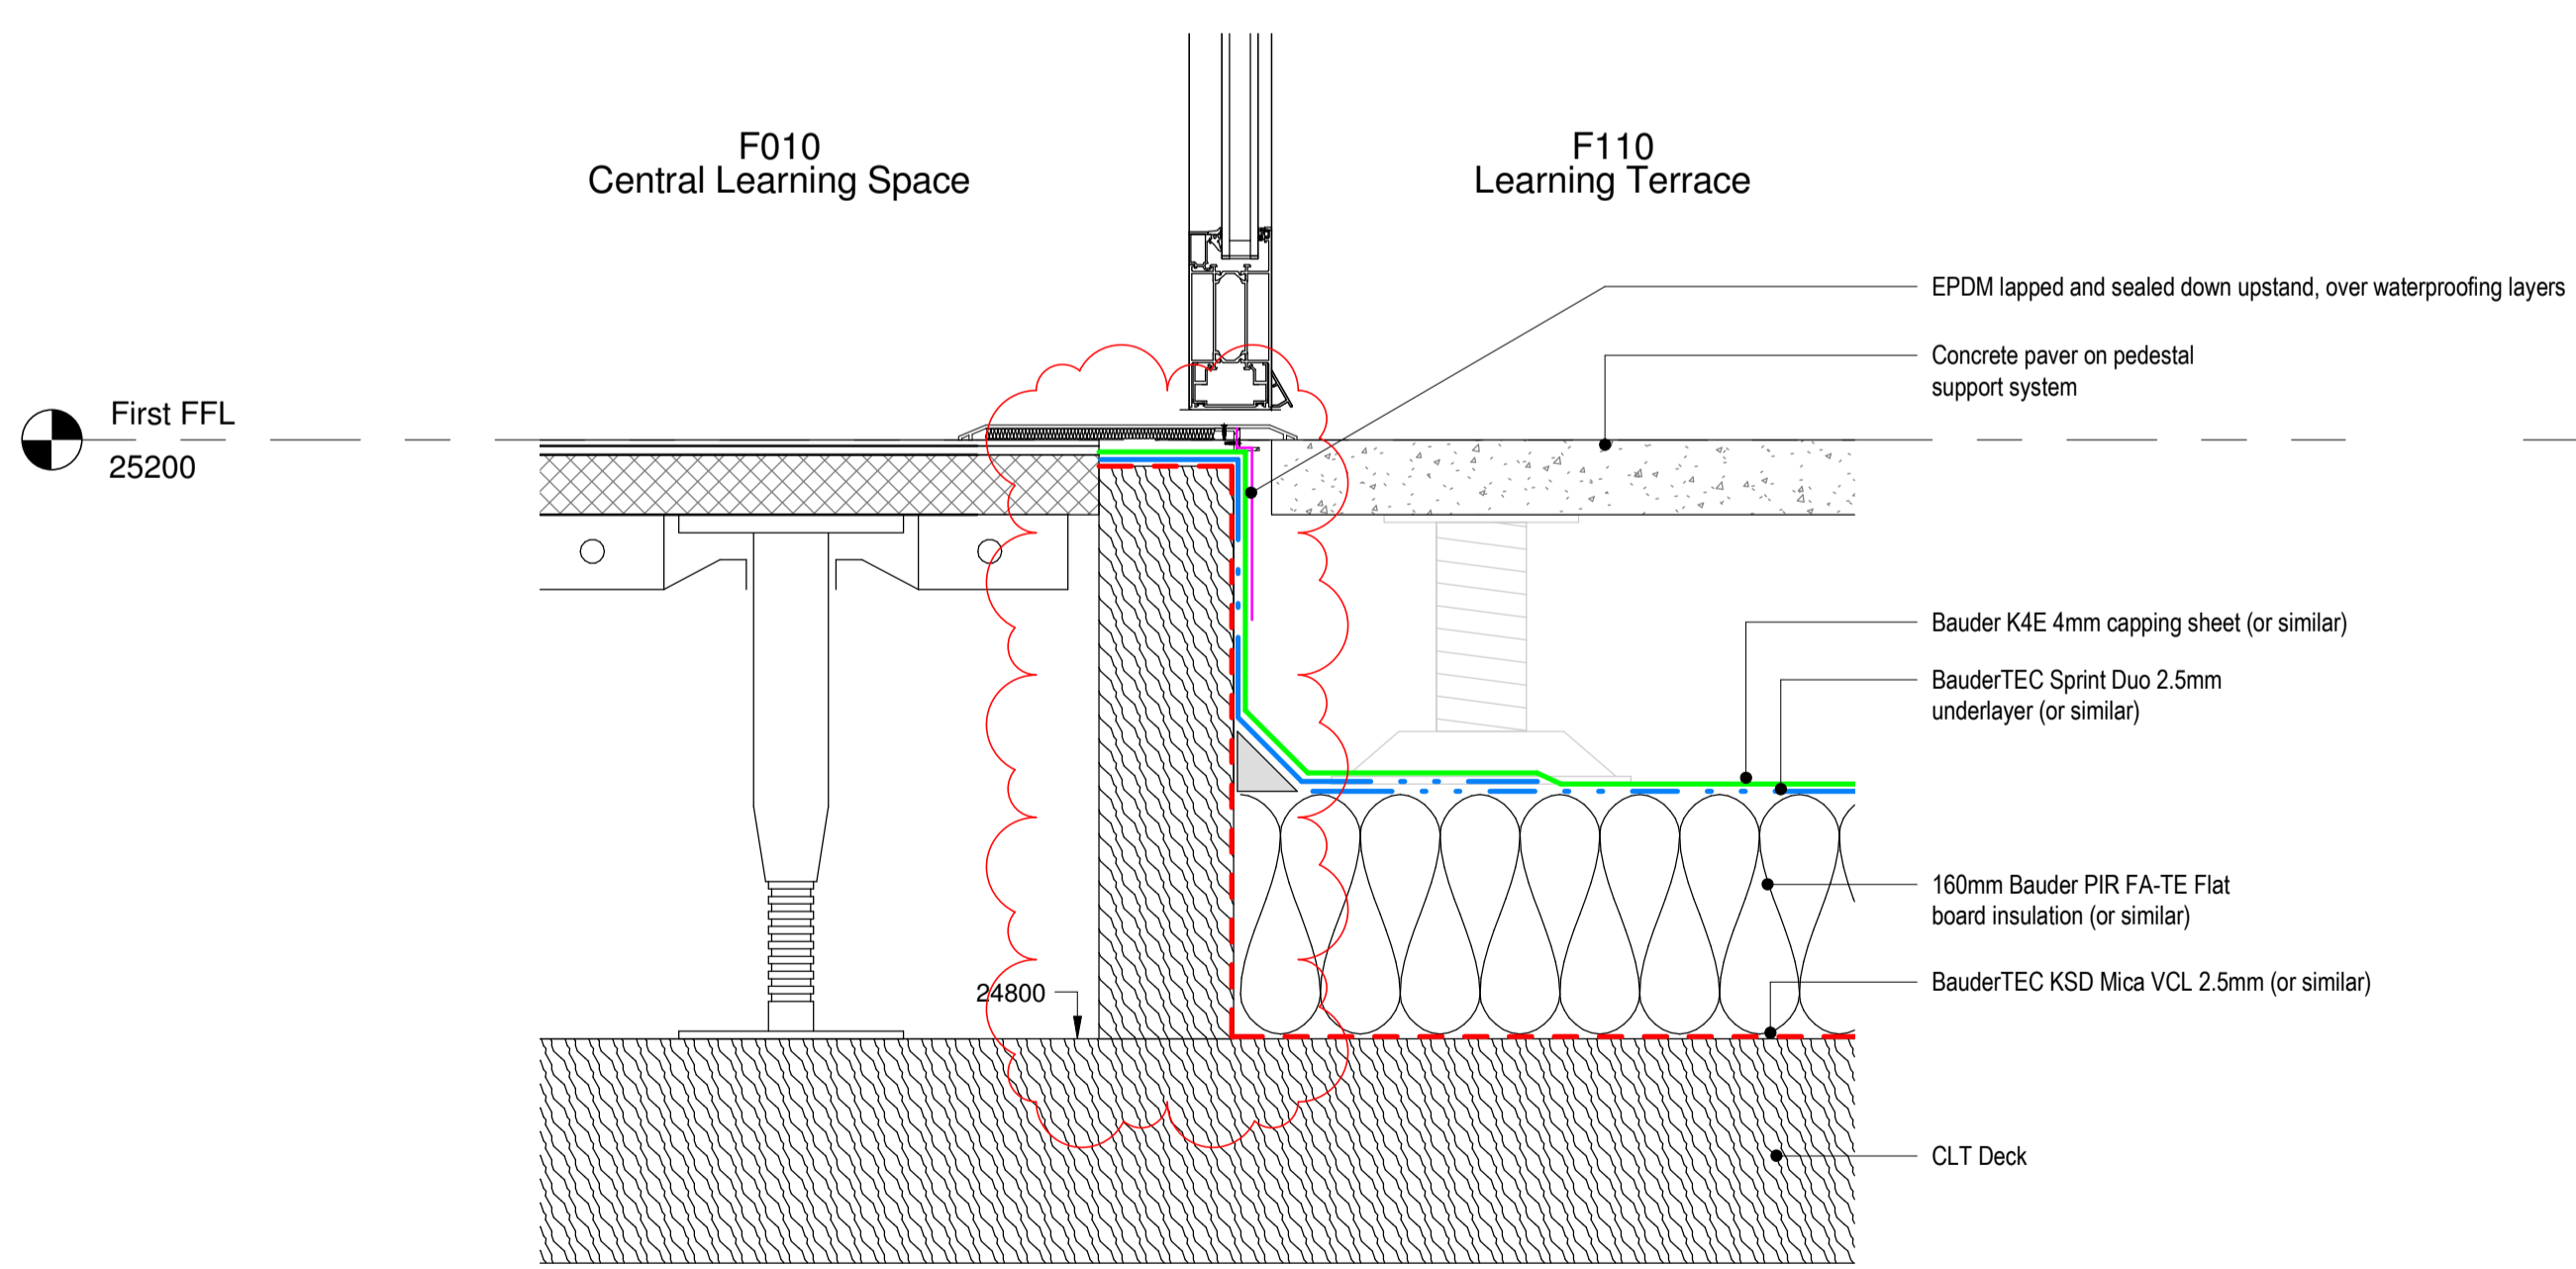 F010
Central Learning Space
F110
Learning Terrace
EPDM lapped and sealed down upstand, over waterproofing layers
Concrete paver on pedestal
support system
First FFL
25200
Bauder K4E 4mm capping sheet (or similar)
BauderTEC Sprint Duo 2.5mm
underlayer (or similar)
160mm Bauder PIR FA-TE Flat
board insulation (or similar)
BauderTEC KSD Mica VCL 2.5mm (or similar)
24800
CLT Deck